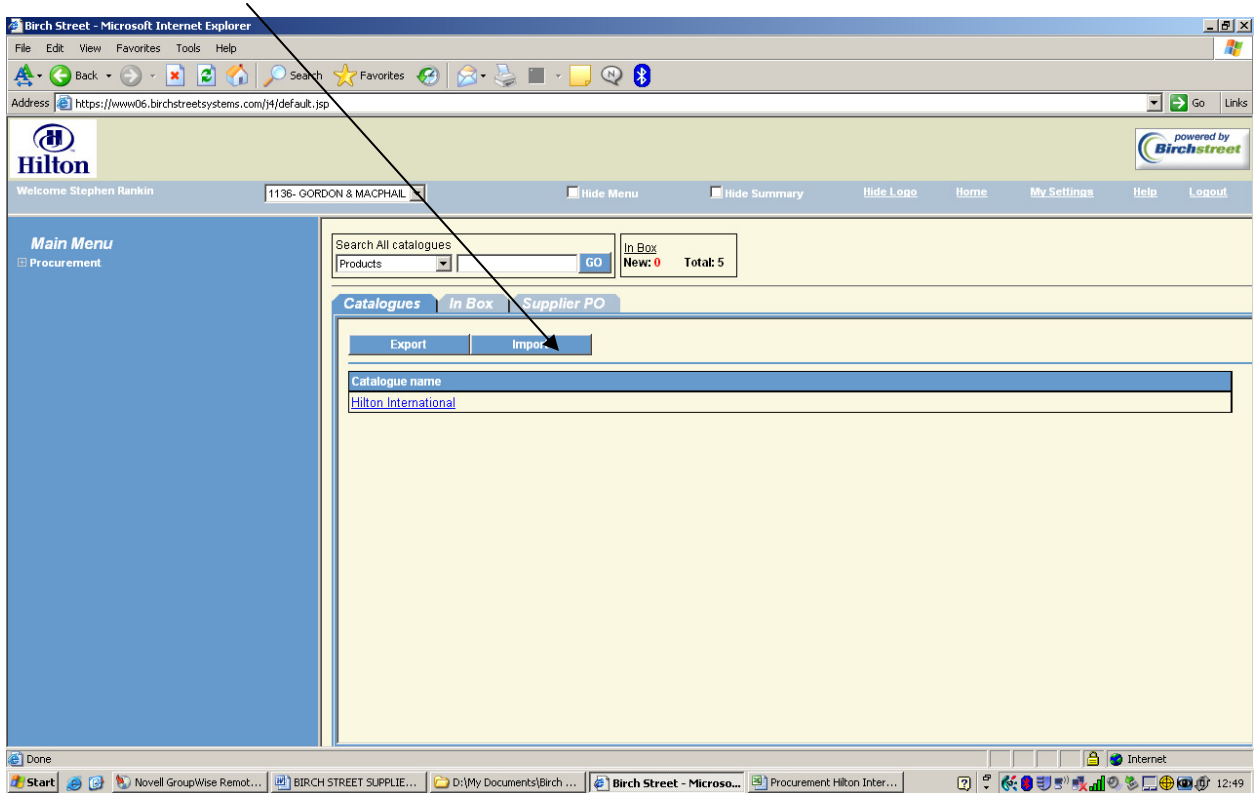 Birch Street - Microsoft Internet Explorer
File Edit View Favorites Tools Help
Back Search Favorites
Address https://www06.birchstreetsystems.com/j4/default.jsp Go Links
Hilton
powered by
Birchstreet
Welcome Stephen Rankin 1136- GORDON & MACPHAIL Hide Menu Hide Summary Hide Logo Home My Settings Help Logout
Main Menu
Procurement
Search All catalogues
Products GO
In Box
New: 0 Total: 5
Catalogues In Box Supplier PO
Export Import
Catalogue name
Hilton International
Done Internet
Start Novell GroupWise Remot... BIRCH STREET SUPPLIE... D:\My Documents\Birch ... Birch Street - Microso... Procurement Hilton Inter... 12:49